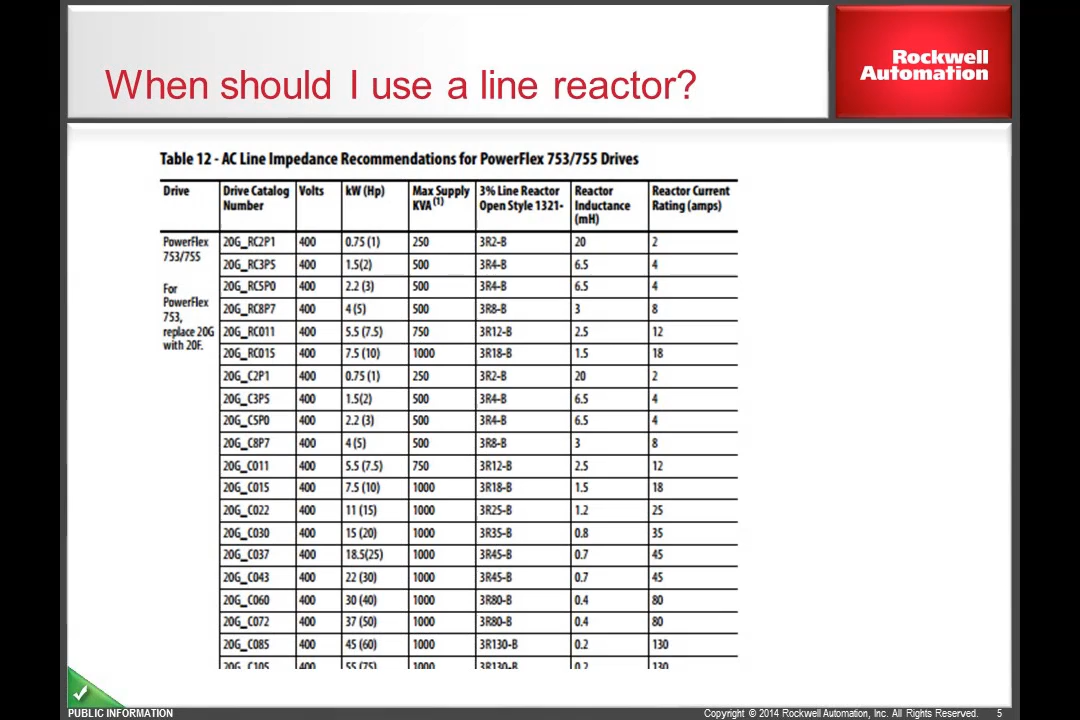 When should I use a line reactor?
Rockwell
Automation
Table 12 - AC Line Impedance Recommendations for PowerFlex 753/755 Drives
Drive Drive Catalog Number Volts kW (Hp) Max Supply KVA(1) 3% Line Reactor Open Style 1321- Reactor Inductance (mH) Reactor Current Rating (amps)
PowerFlex 753/755
For PowerFlex 753, replace 20G with 20F.
20G_RC2P1 400 0.75 (1) 250 3R2-B 20 2
20G_RC3P5 400 1.5(2) 500 3R4-B 6.5 4
20G_RC5P0 400 2.2 (3) 500 3R4-B 6.5 4
20G_RC8P7 400 4 (5) 500 3R8-B 3 8
20G_RC011 400 5.5 (7.5) 750 3R12-B 2.5 12
20G_RC015 400 7.5 (10) 1000 3R18-B 1.5 18
20G_C2P1 400 0.75 (1) 250 3R2-B 20 2
20G_C3P5 400 1.5(2) 500 3R4-B 6.5 4
20G_C5P0 400 2.2 (3) 500 3R4-B 6.5 4
20G_C8P7 400 4 (5) 500 3R8-B 3 8
20G_C011 400 5.5 (7.5) 750 3R12-B 2.5 12
20G_C015 400 7.5 (10) 1000 3R18-B 1.5 18
20G_C022 400 11 (15) 1000 3R25-B 1.2 25
20G_C030 400 15 (20) 1000 3R35-B 0.8 35
20G_C037 400 18.5(25) 1000 3R45-B 0.7 45
20G_C043 400 22 (30) 1000 3R45-B 0.7 45
20G_C060 400 30 (40) 1000 3R80-B 0.4 80
20G_C072 400 37 (50) 1000 3R80-B 0.4 80
20G_C085 400 45 (60) 1000 3R130-B 0.2 130
20G_C105 400 55 (75) 1000 3R130-B 0.2 130
PUBLIC INFORMATION
Copyright © 2014 Rockwell Automation, Inc. All Rights Reserved. 5